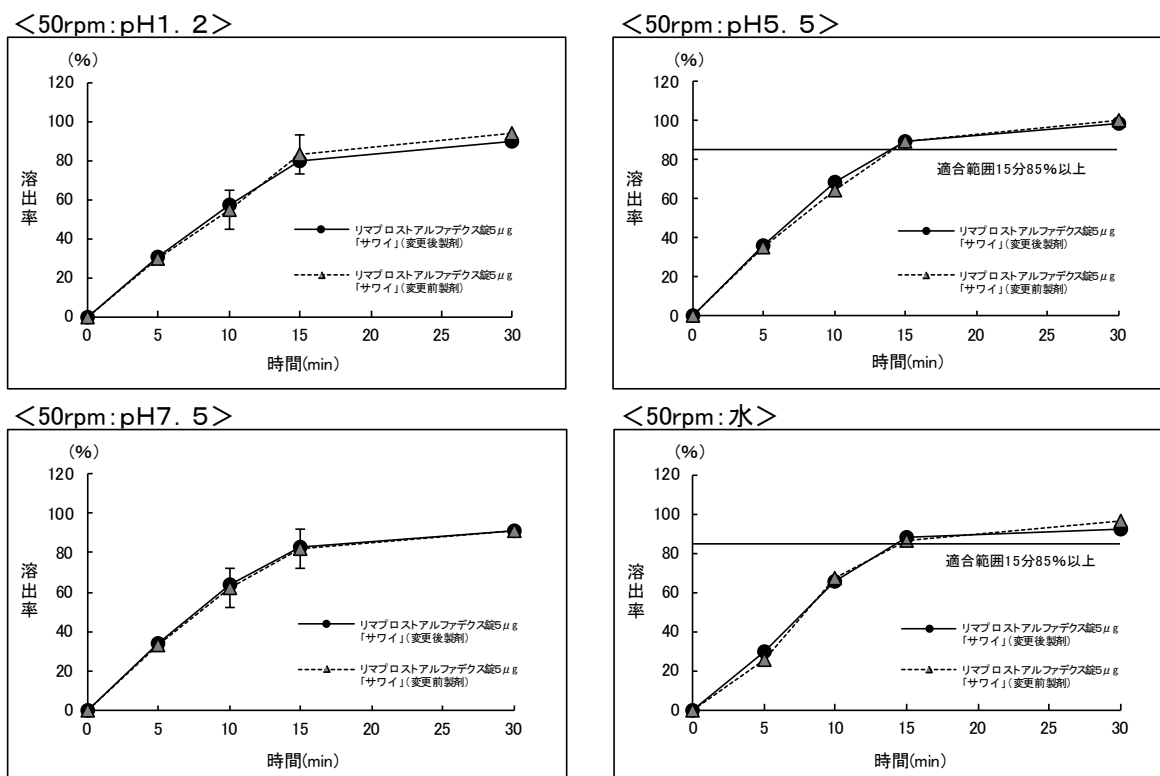 ＜50rpm：pH1．2＞
(%)
120
100
80
60
40
20
0
溶出率
0 5 10 15 20 25 30
時間(min)
リマプロストアルファデクス錠5μg
「サワイ」(変更後製剤)
リマプロストアルファデクス錠5μg
「サワイ」(変更前製剤)
＜50rpm：pH5．5＞
(%)
120
100
80
60
40
20
0
溶出率
適合範囲15分85%以上
0 5 10 15 20 25 30
時間(min)
リマプロストアルファデクス錠5μg
「サワイ」(変更後製剤)
リマプロストアルファデクス錠5μg
「サワイ」(変更前製剤)
＜50rpm：pH7．5＞
(%)
120
100
80
60
40
20
0
溶出率
0 5 10 15 20 25 30
時間(min)
リマプロストアルファデクス錠5μg
「サワイ」(変更後製剤)
リマプロストアルファデクス錠5μg
「サワイ」(変更前製剤)
＜50rpm：水＞
(%)
120
100
80
60
40
20
0
溶出率
適合範囲15分85%以上
0 5 10 15 20 25 30
時間(min)
リマプロストアルファデクス錠5μg
「サワイ」(変更後製剤)
リマプロストアルファデクス錠5μg
「サワイ」(変更前製剤)